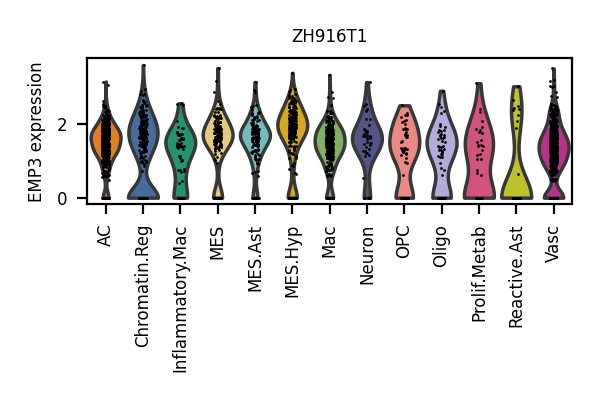 ZH916T1
EMP3 expression
2
0
AC
Chromatin.Reg
Inflammatory.Mac
MES
MES.Ast
MES.Hyp
Mac
Neuron
OPC
Oligo
Prolif.Metab
Reactive.Ast
Vasc